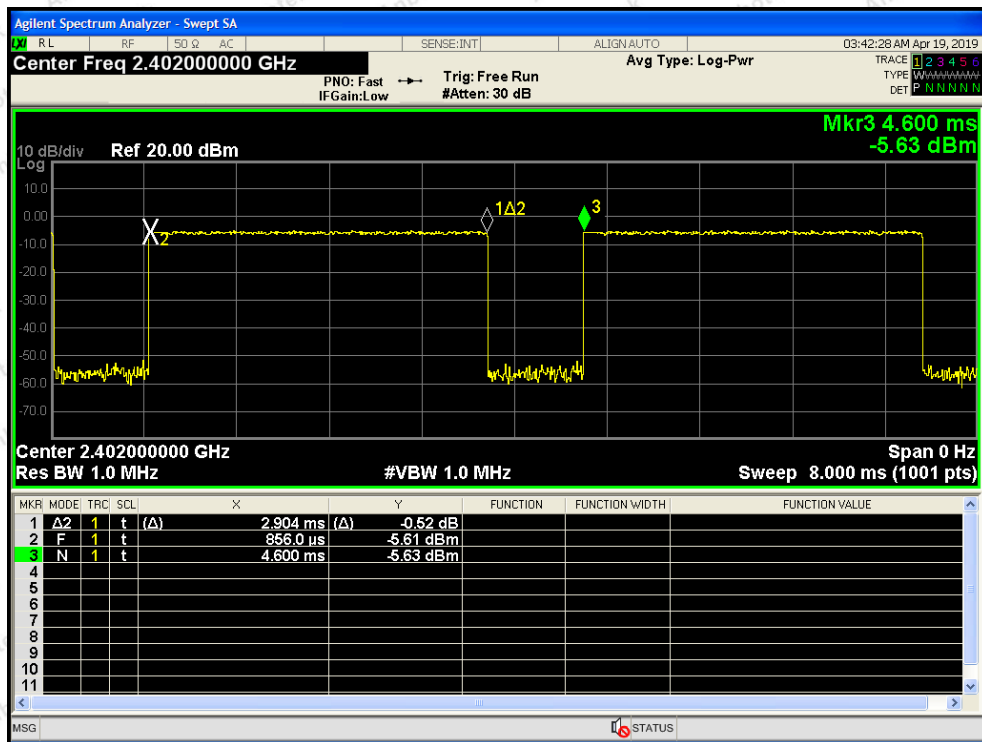 Agilent Spectrum Analyzer - Swept SA
LXI RL RF 50 Ω AC SENSE:INT ALIGN AUTO 03:42:28 AM Apr 19, 2019
Center Freq 2.402000000 GHz Avg Type: Log-Pwr TRACE 1 2 3 4 5 6
PNO: Fast Trig: Free Run TYPE WWWWWW
IFGain:Low #Atten: 30 dB DET P N N N N N
Mkr3 4.600 ms
10 dB/div Ref 20.00 dBm -5.63 dBm
Log
10.0
0.00
1Δ2 3
2
-10.0
-20.0
-30.0
-40.0
-50.0
-60.0
-70.0
Center 2.402000000 GHz Span 0 Hz
Res BW 1.0 MHz #VBW 1.0 MHz Sweep 8.000 ms (1001 pts)
MKR MODE TRC SCL X Y FUNCTION FUNCTION WIDTH FUNCTION VALUE
1 Δ2 1 t (Δ) 2.904 ms (Δ) -0.52 dB
2 F 1 t 856.0 µs -5.61 dBm
3 N 1 t 4.600 ms -5.63 dBm
4
5
6
7
8
9
10
11
MSG STATUS